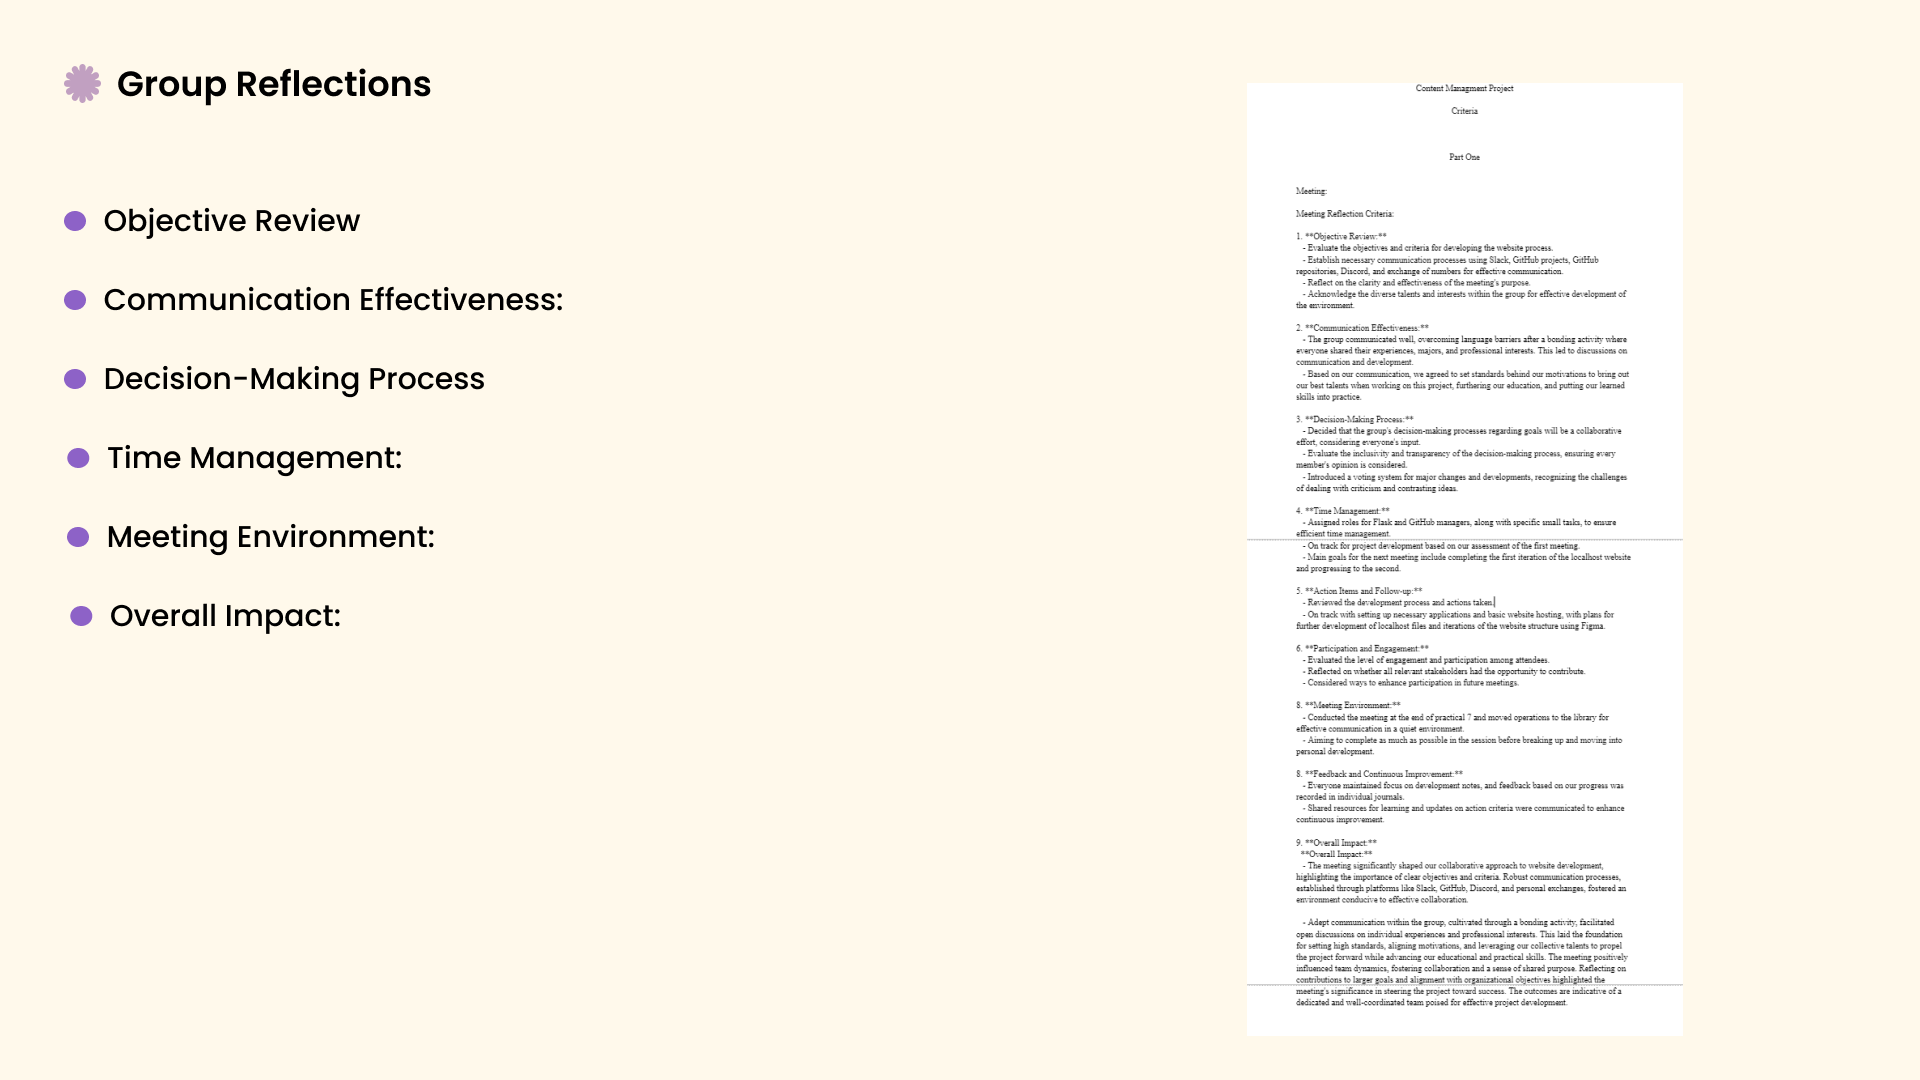 Group Reflections
Objective Review
Communication Effectiveness:
Decision-Making Process
Time Management:
Meeting Environment:
Overall Impact:
Content Managment Project
Criteria
Part One
Meeting:
Meeting Reflection Criteria:
1. **Objective Review:**
- Evaluate the objectives and criteria for developing the website process.
- Establish necessary communication processes using Slack, GitHub projects, GitHub
repositories, Discord, and exchange of numbers for effective communication.
- Reflect on the clarity and effectiveness of the meeting's purpose.
- Acknowledge the diverse talents and interests within the group for effective development of
the environment.
2. **Communication Effectiveness:**
- The group communicated well, overcoming language barriers after a bonding activity where
everyone shared their experiences, majors, and professional interests. This led to discussions on
communication and development.
- Based on our communication, we agreed to set standards behind our motivations to bring out
our best talents when working on this project, furthering our education, and putting our learned
skills into practice.
3. **Decision-Making Process:**
- Decided that the group's decision-making processes regarding goals will be a collaborative
effort, considering everyone's input.
- Evaluate the inclusivity and transparency of the decision-making process, ensuring every
member's opinion is considered.
- Introduced a voting system for major changes and developments, recognizing the challenges
of dealing with criticism and contrasting ideas.
4. **Time Management:**
- Assigned roles for Flask and GitHub managers, along with specific small tasks, to ensure
efficient time management.
- On track for project development based on our assessment of the first meeting.
- Main goals for the next meeting include completing the first iteration of the localhost website
and progressing to the second.
5. **Action Items and Follow-up:**
- Reviewed the development process and actions taken.
- On track with setting up necessary applications and basic website hosting, with plans for
further development of localhost files and iterations of the website structure using Figma.
6. **Participation and Engagement:**
- Evaluated the level of engagement and participation among attendees.
- Reflected on whether all relevant stakeholders had the opportunity to contribute.
- Considered ways to enhance participation in future meetings.
8. **Meeting Environment:**
- Conducted the meeting at the end of practical 7 and moved operations to the library for
effective communication in a quiet environment.
- Aiming to complete as much as possible in the session before breaking up and moving into
personal development.
8. **Feedback and Continuous Improvement:**
- Everyone maintained focus on development notes, and feedback based on our progress was
recorded in individual journals.
- Shared resources for learning and updates on action criteria were communicated to enhance
continuous improvement.
9. **Overall Impact:**
**Overall Impact:**
- The meeting significantly shaped our collaborative approach to website development,
highlighting the importance of clear objectives and criteria. Robust communication processes,
established through platforms like Slack, GitHub, Discord, and personal exchanges, fostered an
environment conducive to effective collaboration.
- Adept communication within the group, cultivated through a bonding activity, facilitated
open discussions on individual experiences and professional interests. This laid the foundation
for setting high standards, aligning motivations, and leveraging our collective talents to propel
the project forward while advancing our educational and practical skills. The meeting positively
influenced team dynamics, fostering collaboration and a sense of shared purpose. Reflecting on
contributions to larger goals and alignment with organizational objectives highlighted the
meeting's significance in steering the project toward success. The outcomes are indicative of a
dedicated and well-coordinated team poised for effective project development.